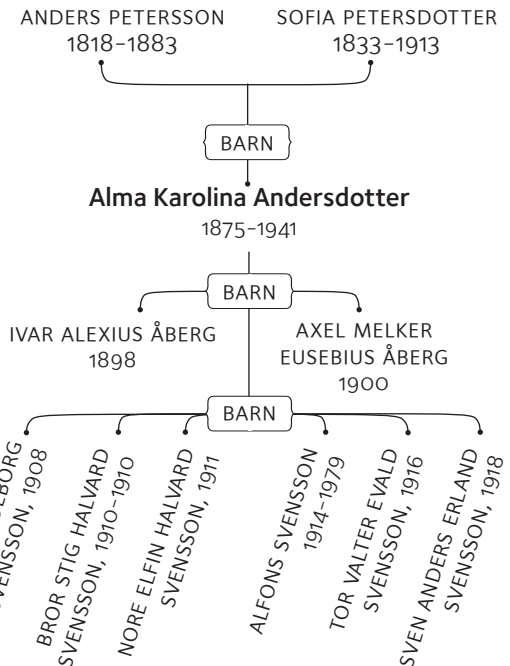 ANDERS PETERSSON
1818–1883
SOFIA PETERSDOTTER
1833–1913
BARN
Alma Karolina Andersdotter
1875–1941
BARN
IVAR ALEXIUS ÅBERG
1898
AXEL MELKER
EUSEBIUS ÅBERG
1900
BARN
1908
BROR STIG HALVARD
SVENSSON, 1910–1910
NORE ELFIN HALVARD
SVENSSON, 1911
ALFONS SVENSSON
1914–1979
TOR VALTER EVALD
SVENSSON, 1916
SVEN ANDERS ERLAND
SVENSSON, 1918